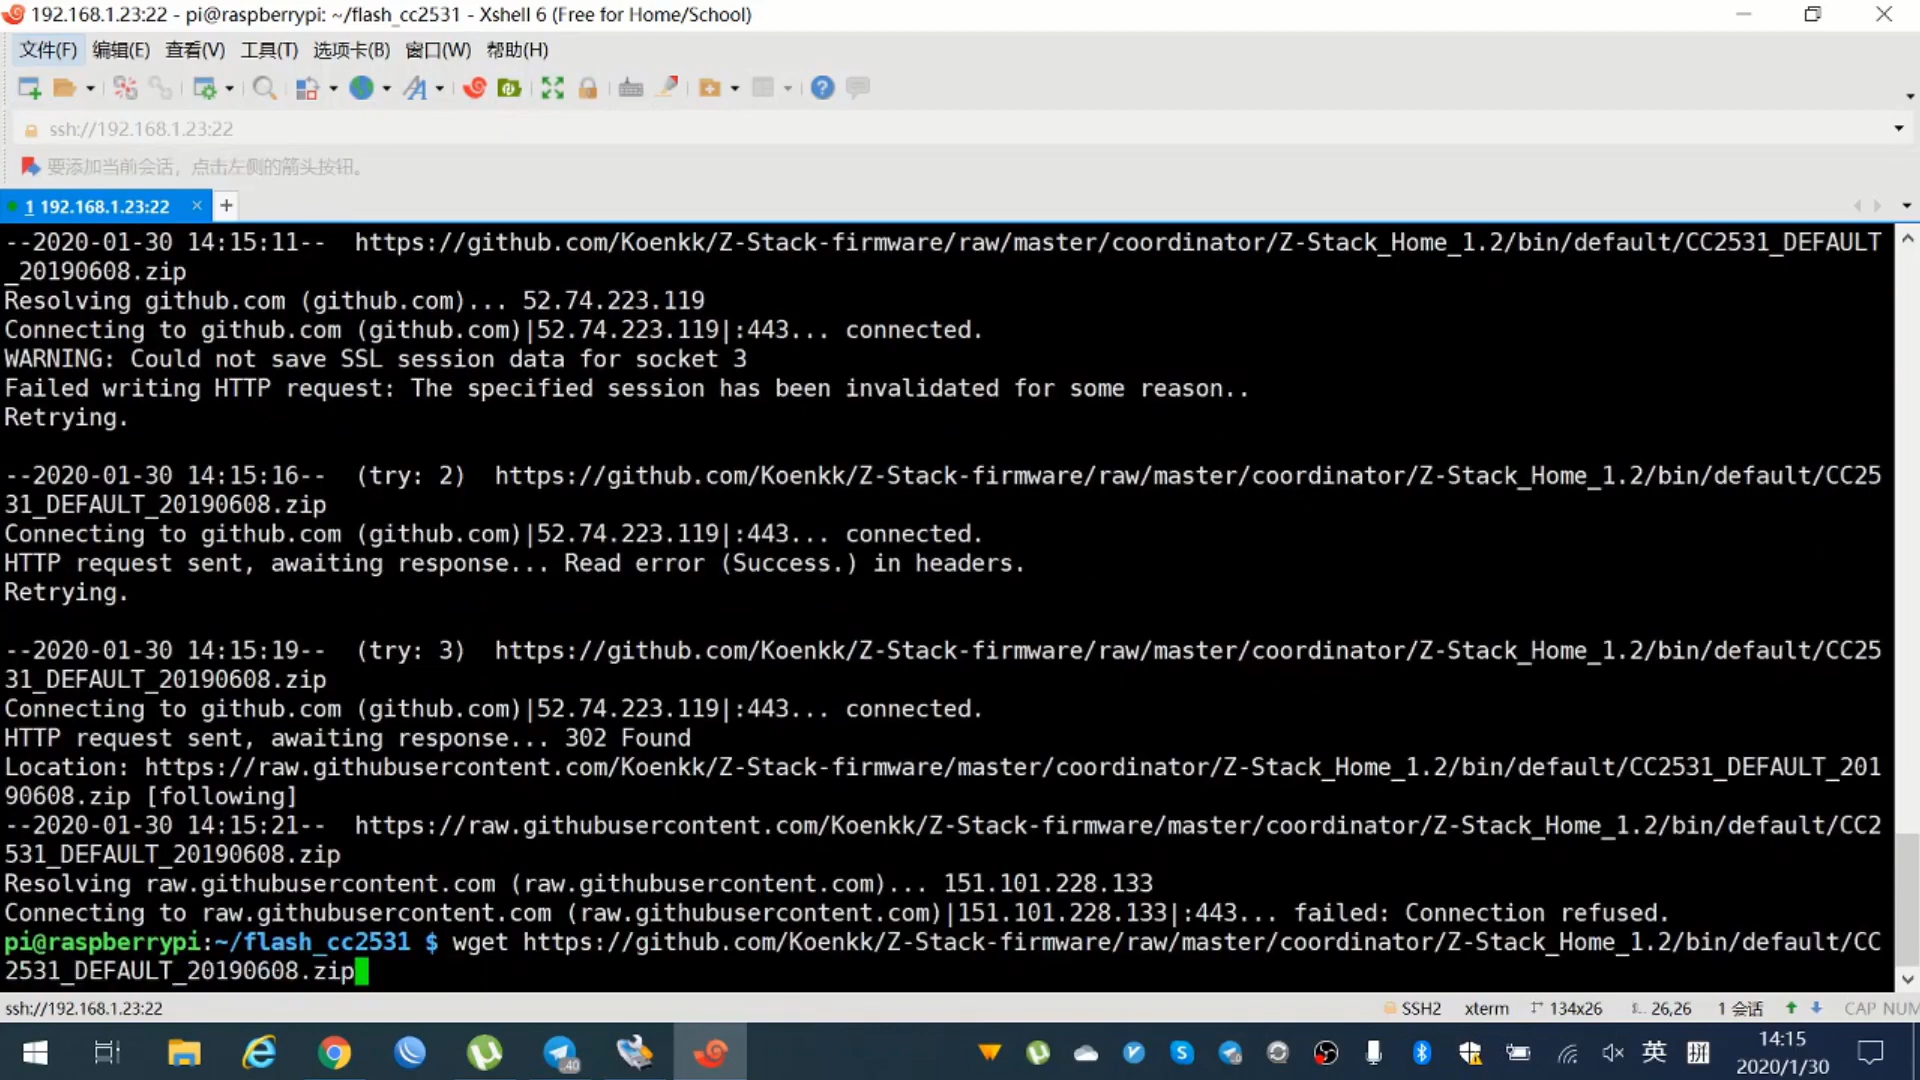 192.168.1.23:22 - pi@raspberrypi: ~/flash_cc2531 - Xshell 6 (Free for Home/School)
文件(F) 编辑(E) 查看(V) 工具(T) 选项卡(B) 窗口(W) 帮助(H)
ssh://192.168.1.23:22
要添加当前会话，点击左侧的箭头按钮。
1 192.168.1.23:22
--2020-01-30 14:15:11--  https://github.com/Koenkk/Z-Stack-firmware/raw/master/coordinator/Z-Stack_Home_1.2/bin/default/CC2531_DEFAULT
_20190608.zip
Resolving github.com (github.com)... 52.74.223.119
Connecting to github.com (github.com)|52.74.223.119|:443... connected.
WARNING: Could not save SSL session data for socket 3
Failed writing HTTP request: The specified session has been invalidated for some reason..
Retrying.
--2020-01-30 14:15:16--  (try: 2)  https://github.com/Koenkk/Z-Stack-firmware/raw/master/coordinator/Z-Stack_Home_1.2/bin/default/CC25
31_DEFAULT_20190608.zip
Connecting to github.com (github.com)|52.74.223.119|:443... connected.
HTTP request sent, awaiting response... Read error (Success.) in headers.
Retrying.
--2020-01-30 14:15:19--  (try: 3)  https://github.com/Koenkk/Z-Stack-firmware/raw/master/coordinator/Z-Stack_Home_1.2/bin/default/CC25
31_DEFAULT_20190608.zip
Connecting to github.com (github.com)|52.74.223.119|:443... connected.
HTTP request sent, awaiting response... 302 Found
Location: https://raw.githubusercontent.com/Koenkk/Z-Stack-firmware/master/coordinator/Z-Stack_Home_1.2/bin/default/CC2531_DEFAULT_201
90608.zip [following]
--2020-01-30 14:15:21--  https://raw.githubusercontent.com/Koenkk/Z-Stack-firmware/master/coordinator/Z-Stack_Home_1.2/bin/default/CC2
531_DEFAULT_20190608.zip
Resolving raw.githubusercontent.com (raw.githubusercontent.com)... 151.101.228.133
Connecting to raw.githubusercontent.com (raw.githubusercontent.com)|151.101.228.133|:443... failed: Connection refused.
pi@raspberrypi:~/flash_cc2531 $ wget https://github.com/Koenkk/Z-Stack-firmware/raw/master/coordinator/Z-Stack_Home_1.2/bin/default/CC
2531_DEFAULT_20190608.zip
ssh://192.168.1.23:22 SSH2 xterm 134x26 26,26 1 会话 CAP NUM
40 英 拼 14:15
2020/1/30